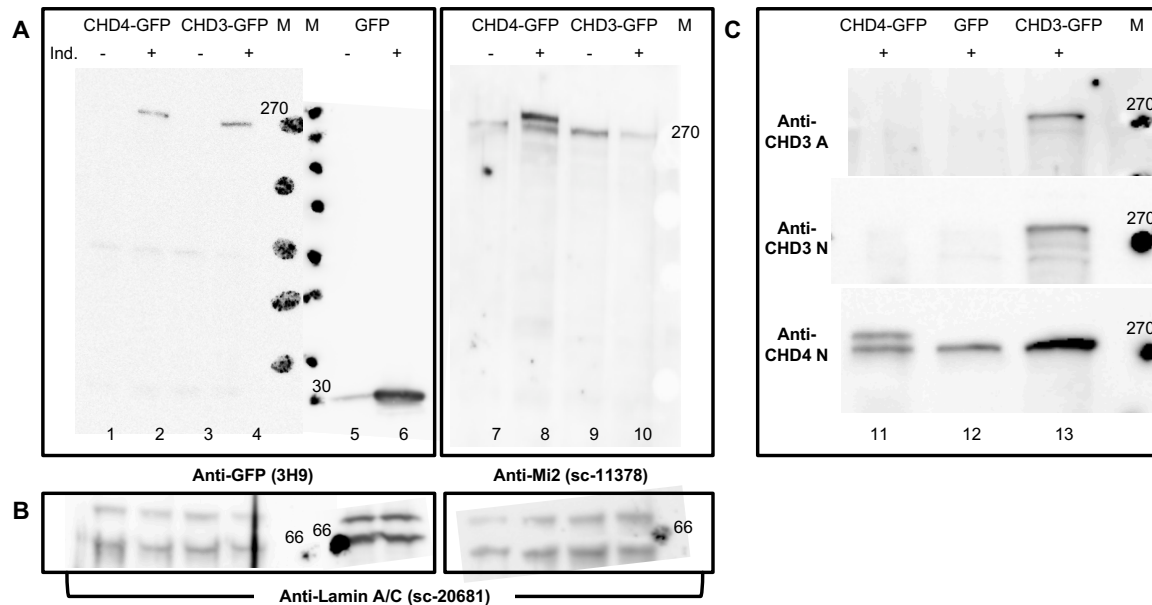 A
CHD4-GFP CHD3-GFP M M GFP
Ind. - + - + - +
270
30
1 2 3 4 5 6
Anti-GFP (3H9)
CHD4-GFP CHD3-GFP M
- + - +
270
7 8 9 10
Anti-Mi2 (sc-11378)
B
66 66
66
Anti-Lamin A/C (sc-20681)
C
CHD4-GFP GFP CHD3-GFP M
+ + +
Anti-
CHD3 A
270
Anti-
CHD3 N
270
Anti-
CHD4 N
270
11 12 13